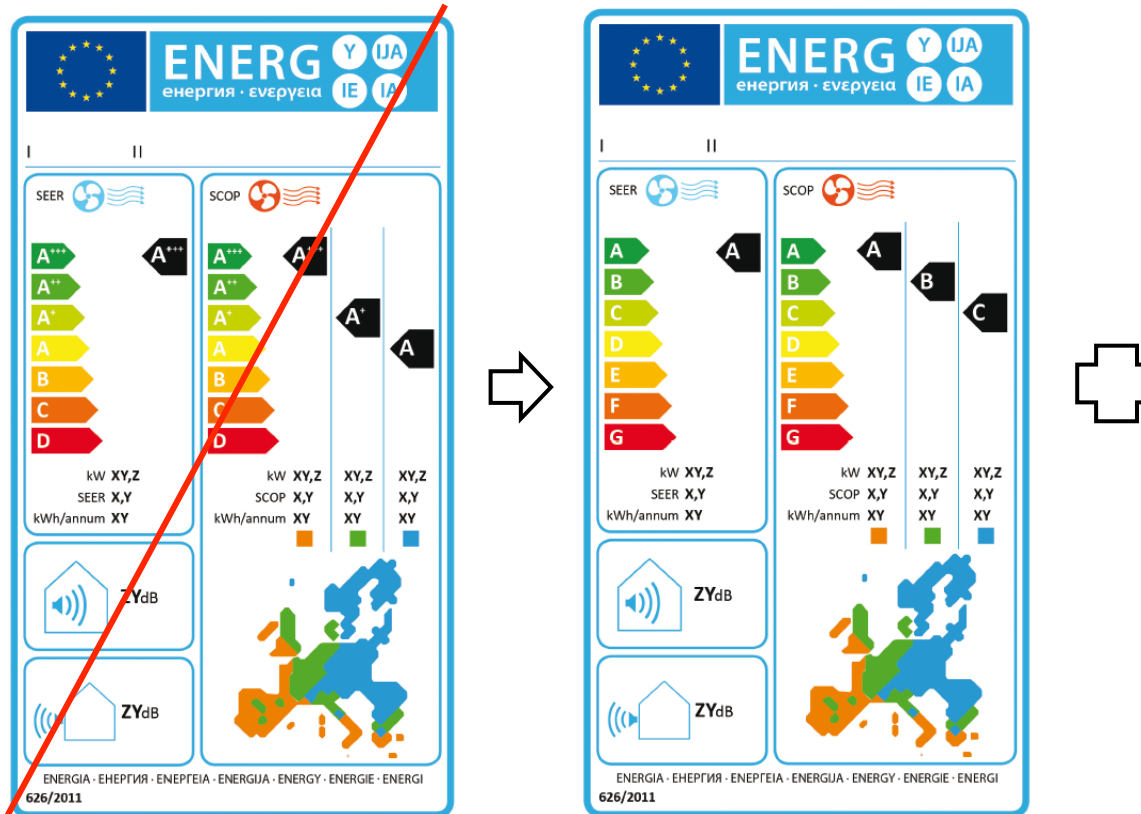 ENERG Y IJA
енергия · ενεργεια IE IA
I II
SEER
A+++ A+++
A++
A+
A
B
C
D
kW XY,Z
SEER X,Y
kWh/annum XY
SCOP
A+++ A+++
A++
A+ A+
A A
B
C
D
kW XY,Z XY,Z XY,Z
SCOP X,Y X,Y X,Y
kWh/annum XY XY XY
ZYdB
ZYdB
ENERGIA · ЕНЕРГИЯ · ΕΝΕΡΓΕΙΑ · ENERGIJA · ENERGY · ENERGIE · ENERGI
626/2011
ENERG Y IJA
енергия · ενεργεια IE IA
I II
SEER
A A
B
C
D
E
F
G
kW XY,Z
SEER X,Y
kWh/annum XY
SCOP
A A
B B
C C
D
E
F
G
kW XY,Z XY,Z XY,Z
SCOP X,Y X,Y X,Y
kWh/annum XY XY XY
ZYdB
ZYdB
ENERGIA · ЕНЕРГИЯ · ΕΝΕΡΓΕΙΑ · ENERGIJA · ENERGY · ENERGIE · ENERGI
626/2011